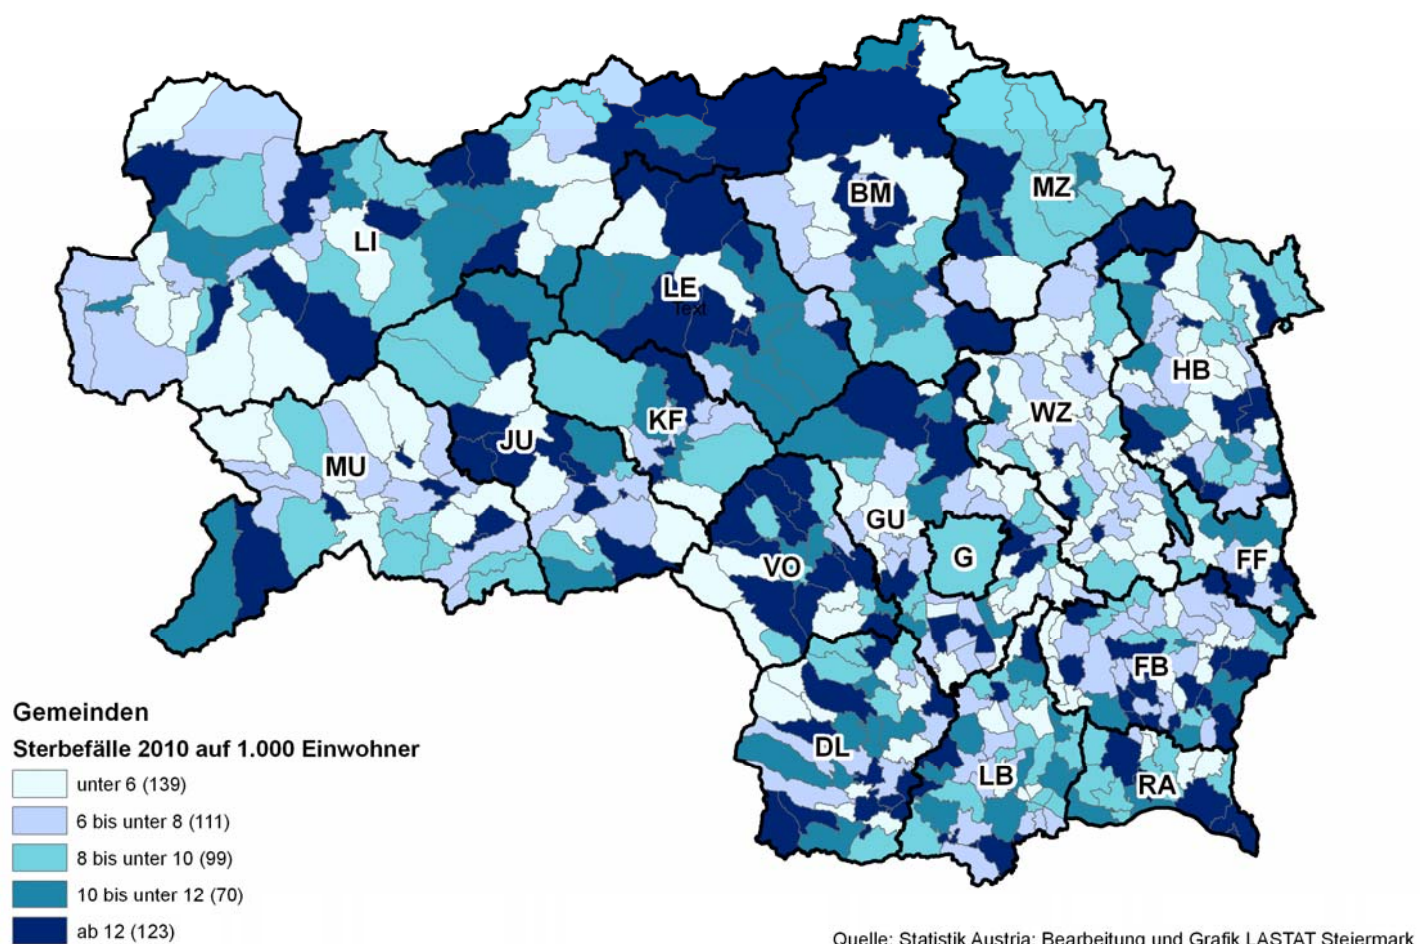 BM
MZ
LI
LE
Text
HB
WZ
KF
JU
MU
GU
G
VO
FF
FB
DL
LB
RA
Gemeinden
Sterbefälle 2010 auf 1.000 Einwohner
unter 6 (139)
6 bis unter 8 (111)
8 bis unter 10 (99)
10 bis unter 12 (70)
ab 12 (123)
Quelle: Statistik Austria; Bearbeitung und Grafik LASTAT Steiermark